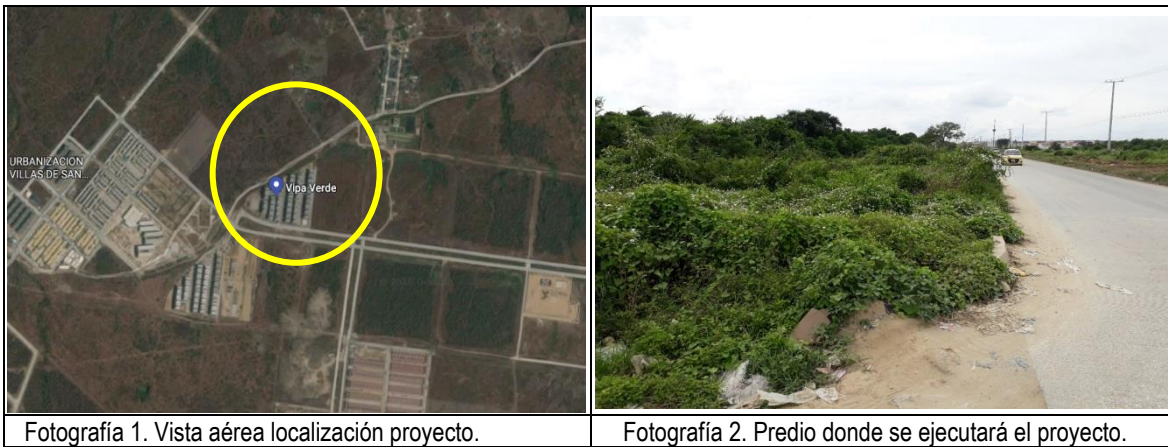 URBANIZACION
VILLAS DE SAN...
Vipa Verde
Fotografía 1. Vista aérea localización proyecto.
Fotografía 2. Predio donde se ejecutará el proyecto.